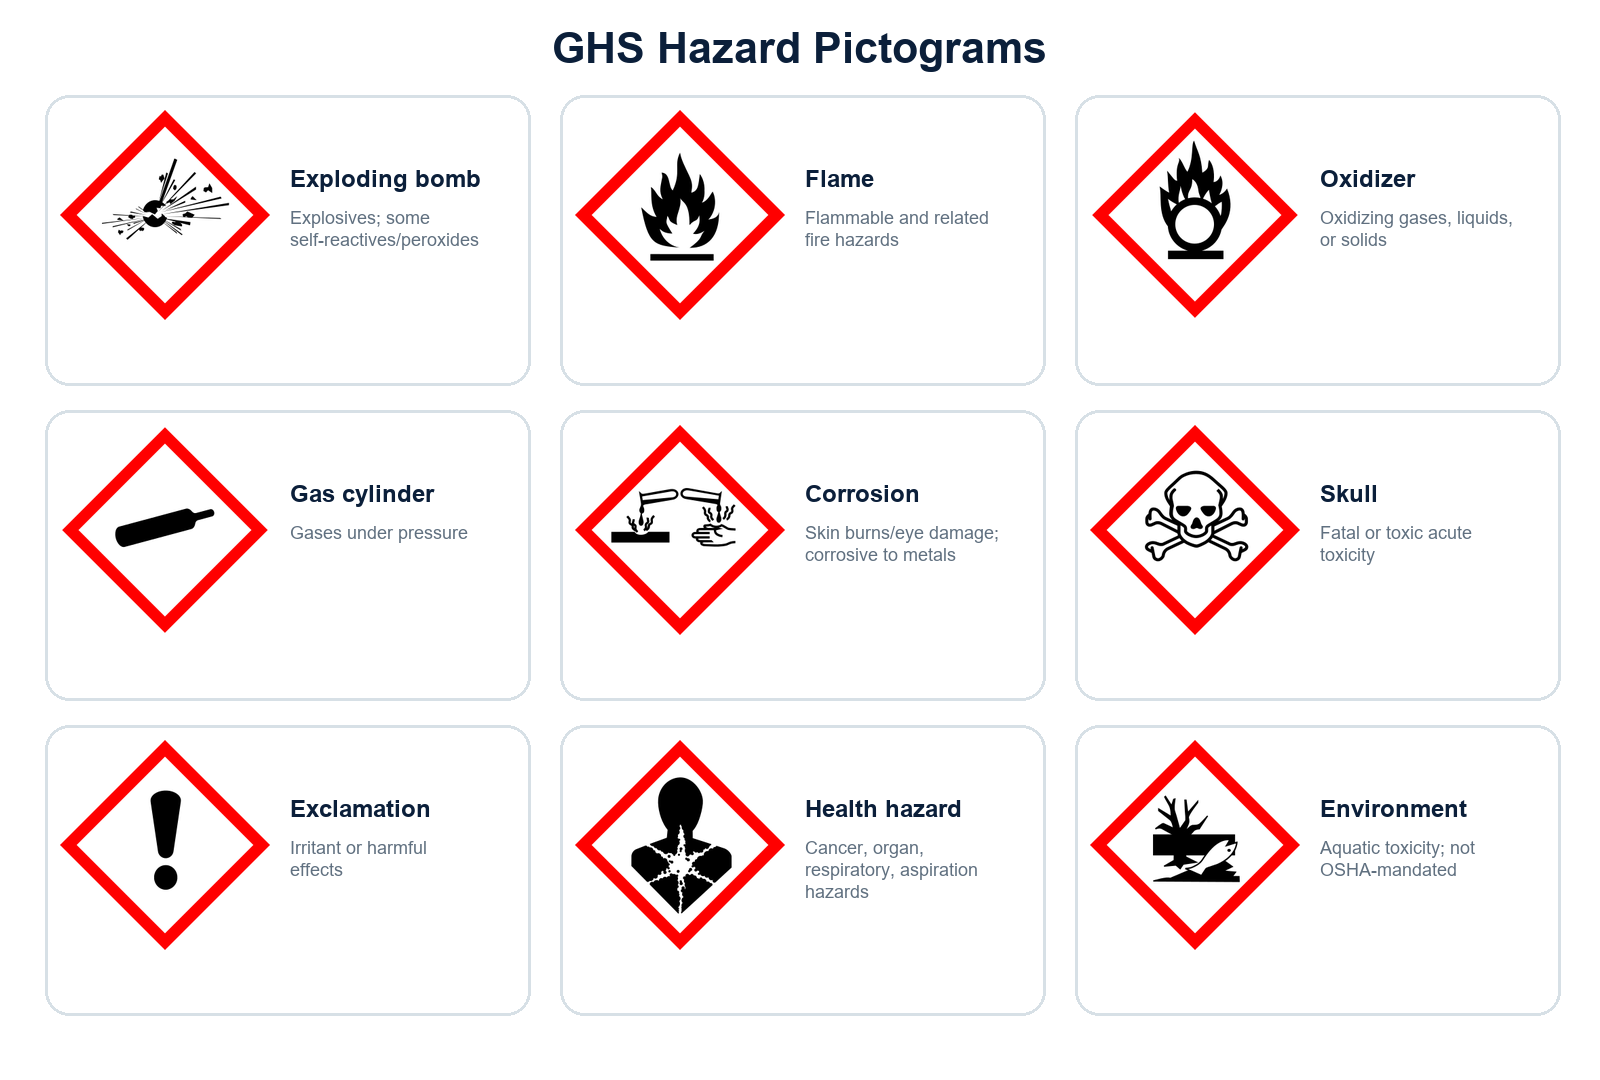 GHS Hazard Pictograms
Exploding bomb
Explosives; some
self-reactives/peroxides
Flame
Flammable and related
fire hazards
Oxidizer
Oxidizing gases, liquids,
or solids
Gas cylinder
Gases under pressure
Corrosion
Skin burns/eye damage;
corrosive to metals
Skull
Fatal or toxic acute
toxicity
Exclamation
Irritant or harmful
effects
Health hazard
Cancer, organ,
respiratory, aspiration
hazards
Environment
Aquatic toxicity; not
OSHA-mandated